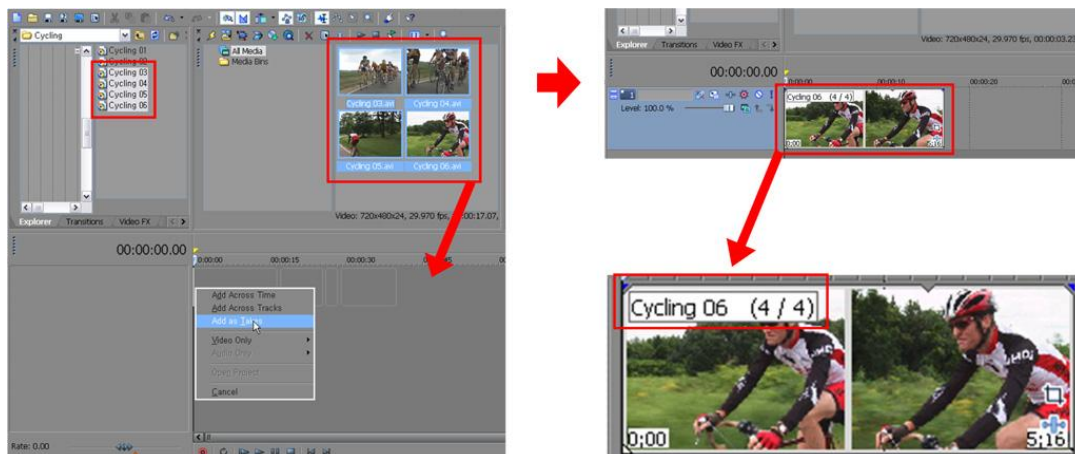 Cycling
Cycling 01
Cycling 02
Cycling 03
Cycling 04
Cycling 05
Cycling 06
All Media
Media Bins
Cycling 03.avi
Cycling 04.avi
Cycling 05.avi
Cycling 06.avi
Video: 720x480x24, 29.970 fps, 00:00:17.07,
Explorer
Transitions
Video FX
00:00:00.00
0:00:00
00:00:15
00:00:30
Add Across Time
Add Across Tracks
Add as Takes
Video Only
Audio Only
Open Project
Cancel
Rate: 0.00
Explorer
Transitions
Video FX
Video: 720x480x24, 29.970 fps, 00:00:03.23
00:00:00.00
0:00:00
00:00:10
00:00:20
00:
1
Level: 100.0 %
Cycling 06 (4 / 4)
0;00
5;16
Cycling 06 (4 / 4)
0;00
5;16